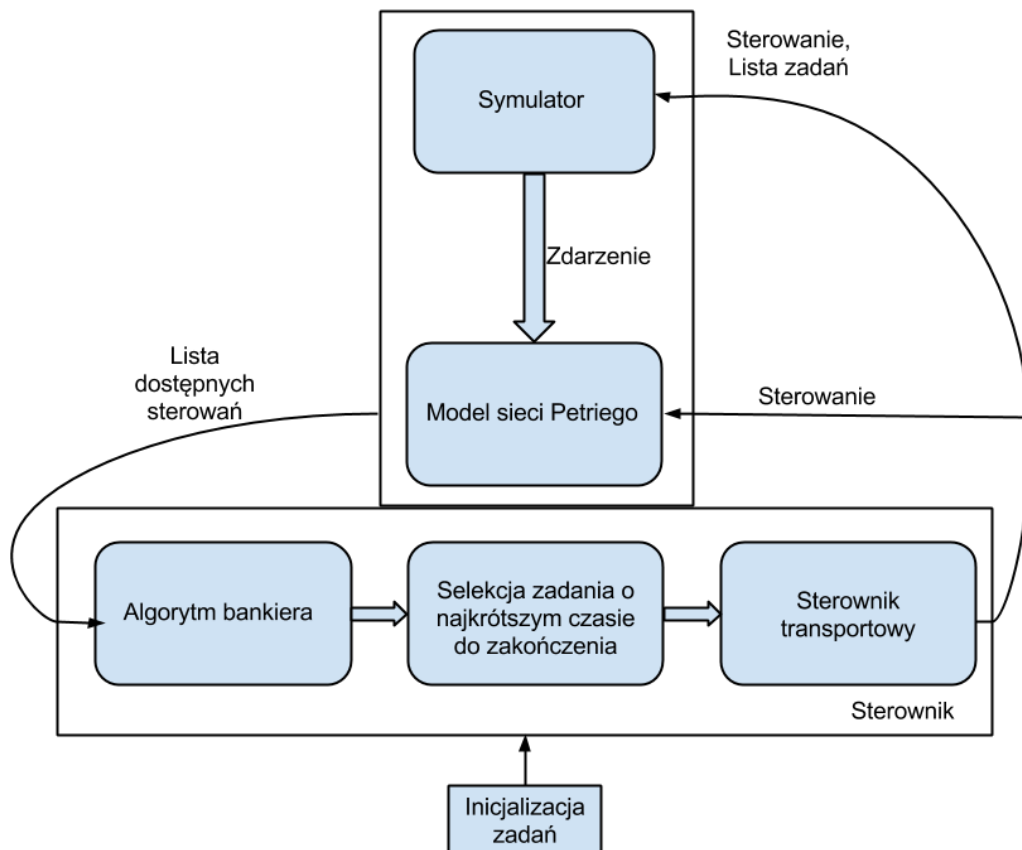 Sterowanie,
Lista zadań
Symulator
Zdarzenie
Lista
dostępnych
sterowań
Model sieci Petriego
Sterowanie
Algorytm bankiera
Selekcja zadania o
najkrótszym czasie
do zakończenia
Sterownik
transportowy
Sterownik
Inicjalizacja
zadań